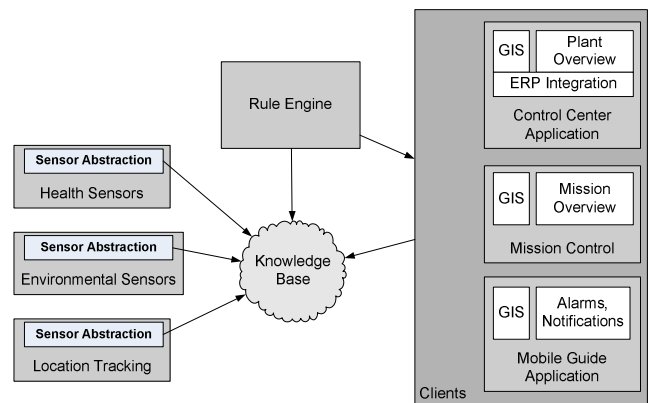 Rule Engine
Sensor Abstraction
Health Sensors
Sensor Abstraction
Environmental Sensors
Sensor Abstraction
Location Tracking
Knowledge
Base
GIS
Plant
Overview
ERP Integration
Control Center
Application
GIS
Mission
Overview
Mission Control
GIS
Alarms,
Notifications
Mobile Guide
Application
Clients